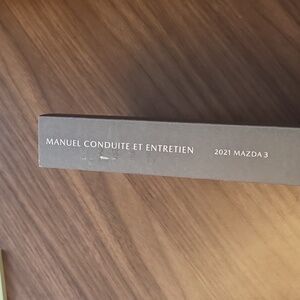 MANUEL CONDUITE ET ENTRETIEN 2021 MAZDA 3